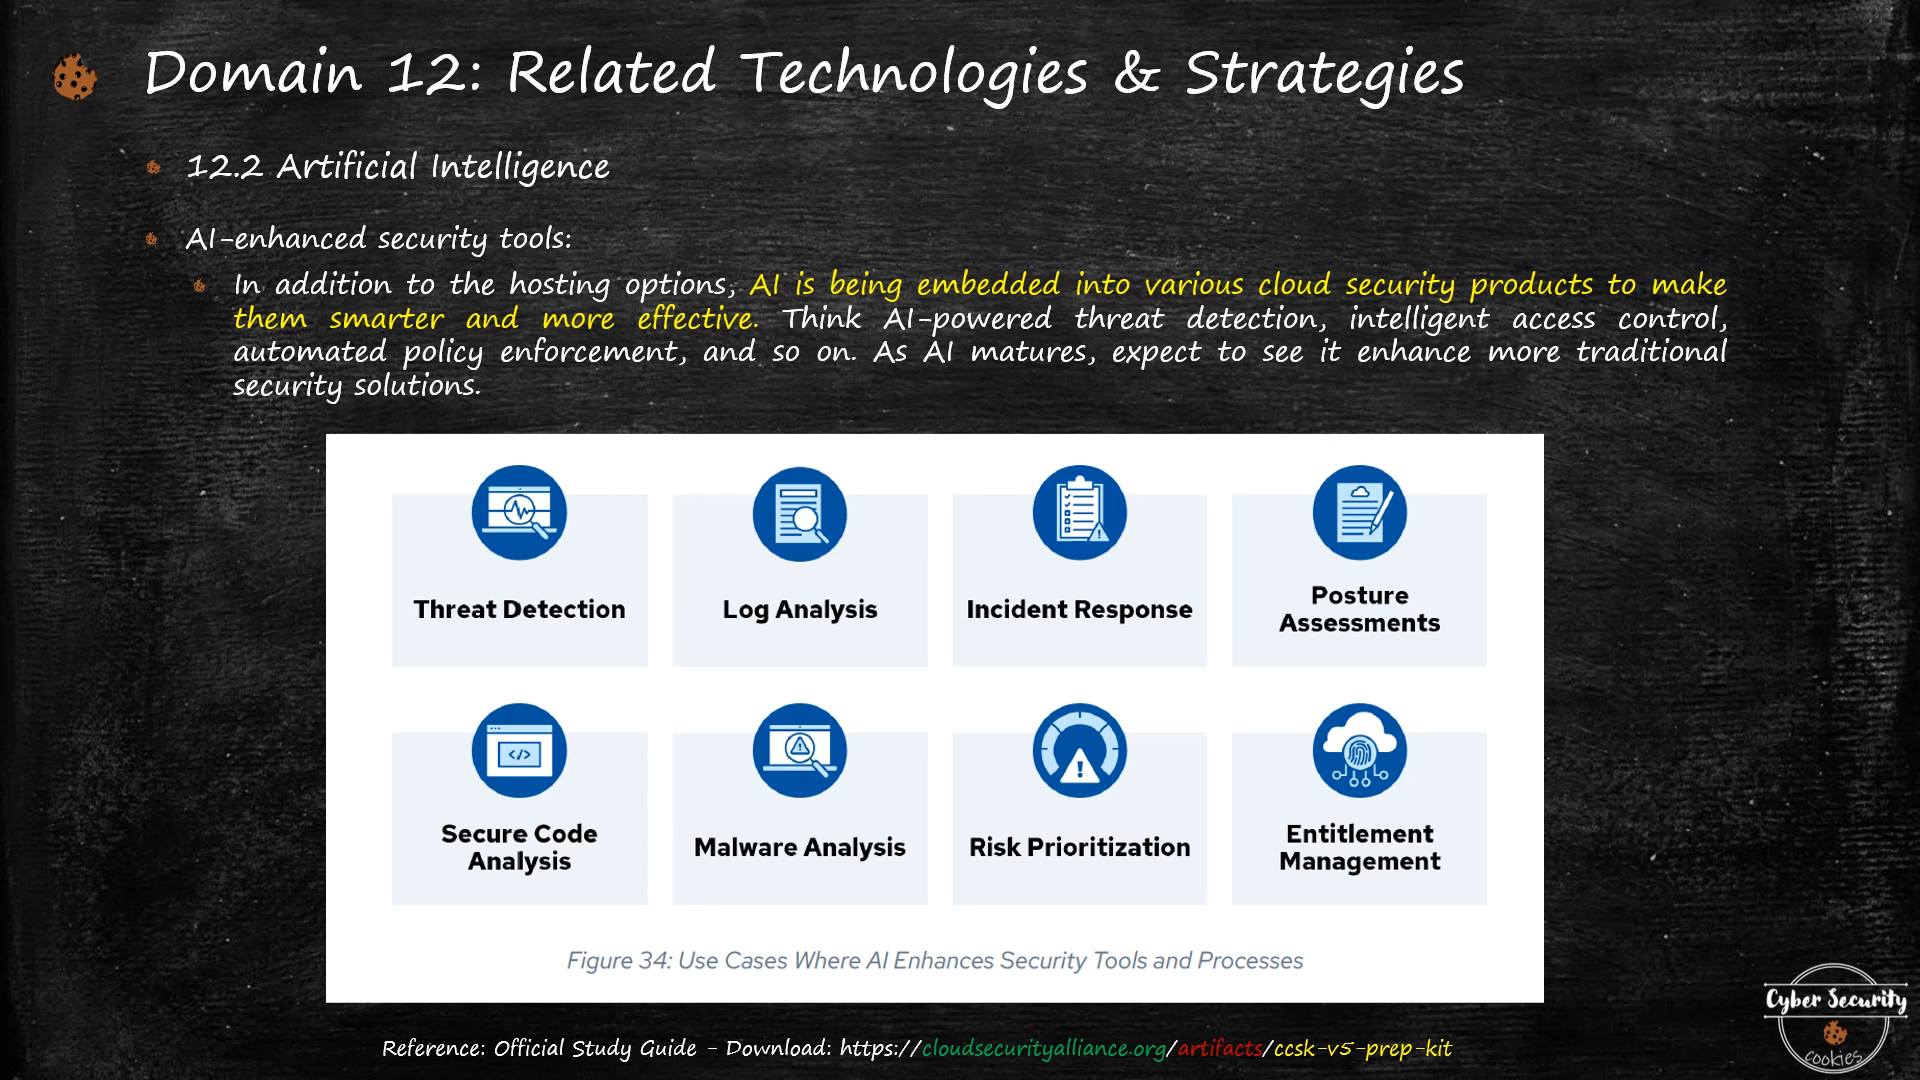 Domain 12: Related Technologies & Strategies
12.2 Artificial Intelligence
AI-enhanced security tools:
In addition to the hosting options, AI is being embedded into various cloud security products to make
them smarter and more effective. Think AI-powered threat detection, intelligent access control,
automated policy enforcement, and so on. As AI matures, expect to see it enhance more traditional
security solutions.
Threat Detection
Log Analysis
Incident Response
Posture
Assessments
Secure Code
Analysis
Malware Analysis
Risk Prioritization
Entitlement
Management
</>
Figure 34: Use Cases Where AI Enhances Security Tools and Processes
Reference: Official Study Guide - Download: https://cloudsecurityalliance.org/artifacts/ccsk-v5-prep-kit
Cyber Security
cookies